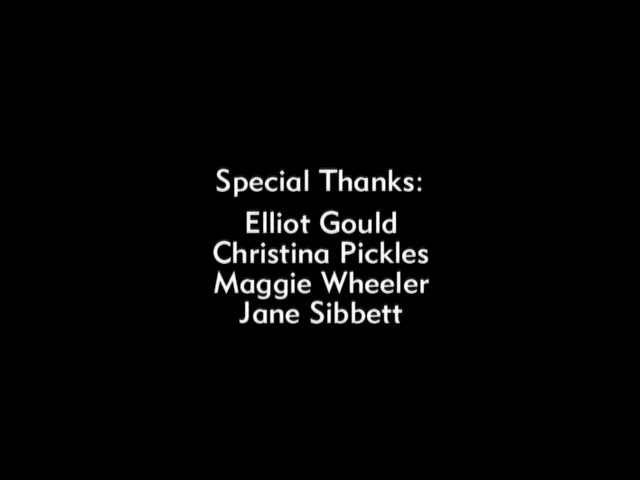 Special Thanks:
Elliot Gould
Christina Pickles
Maggie Wheeler
Jane Sibbett